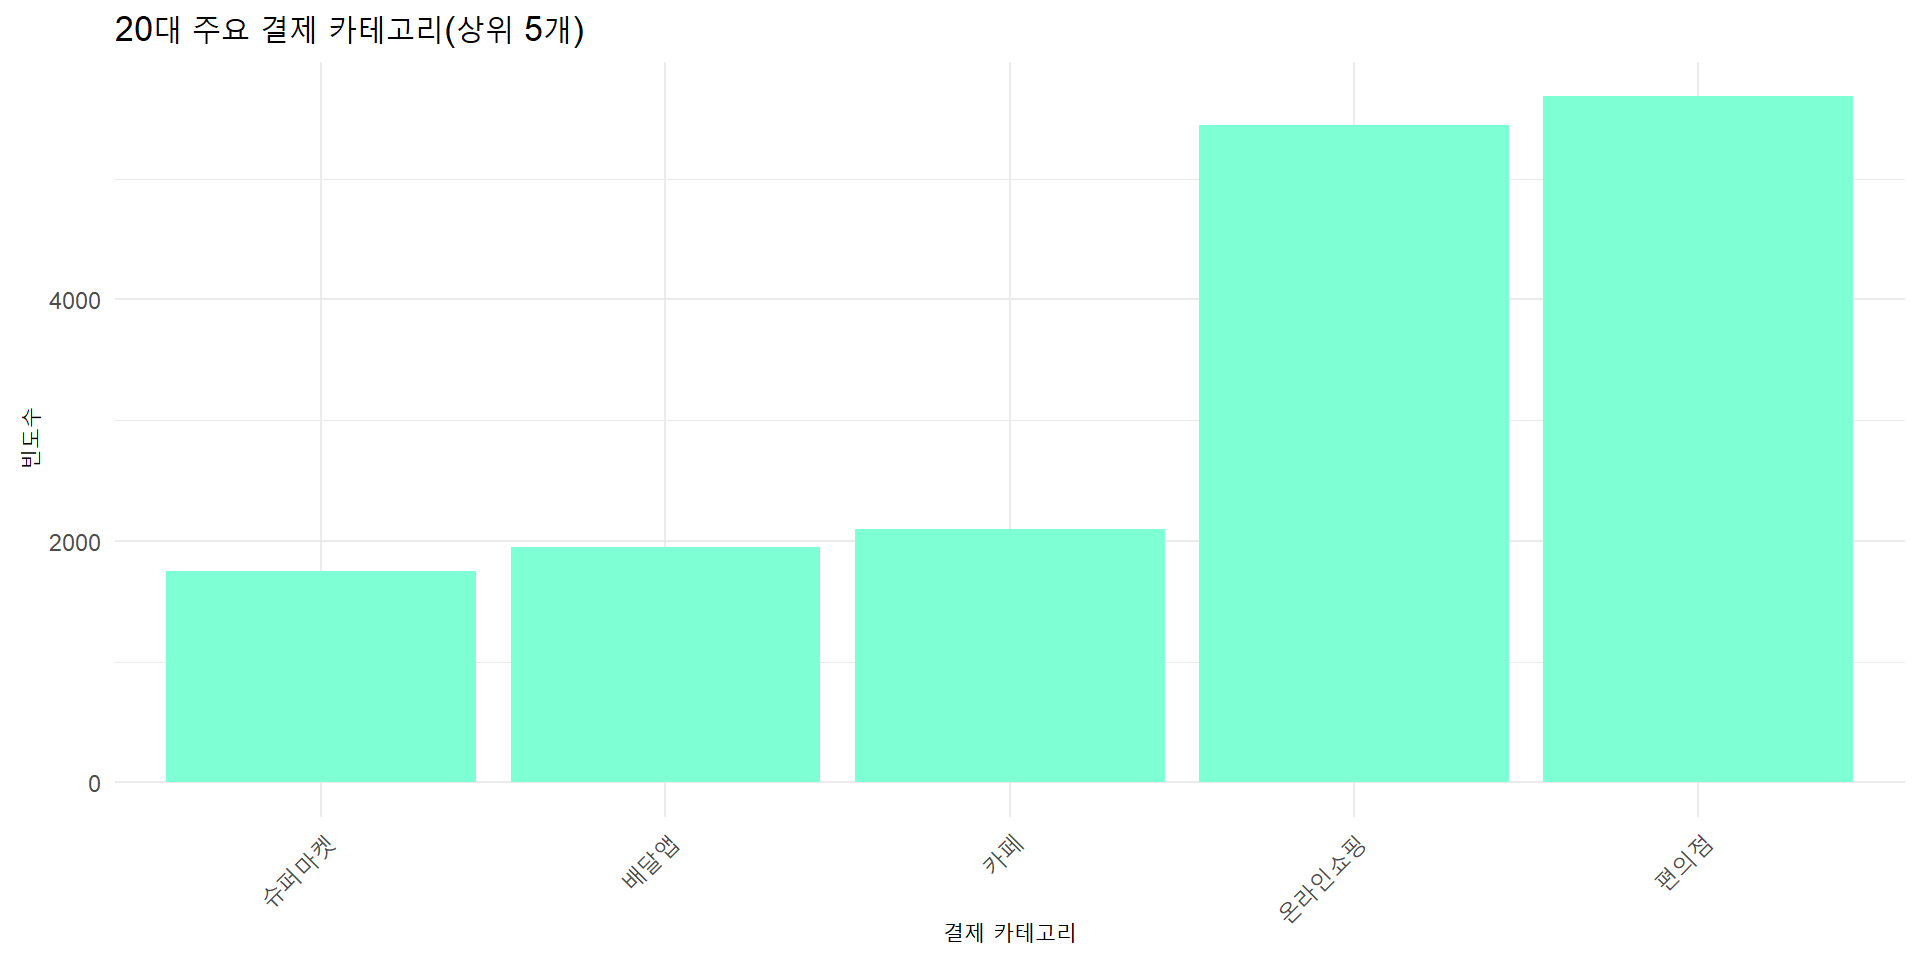 20대 주요 결제 카테고리(상위 5개)
빈도수
4000
2000
0
슈퍼마켓
배달앱
카페
온라인쇼핑
편의점
결제 카테고리